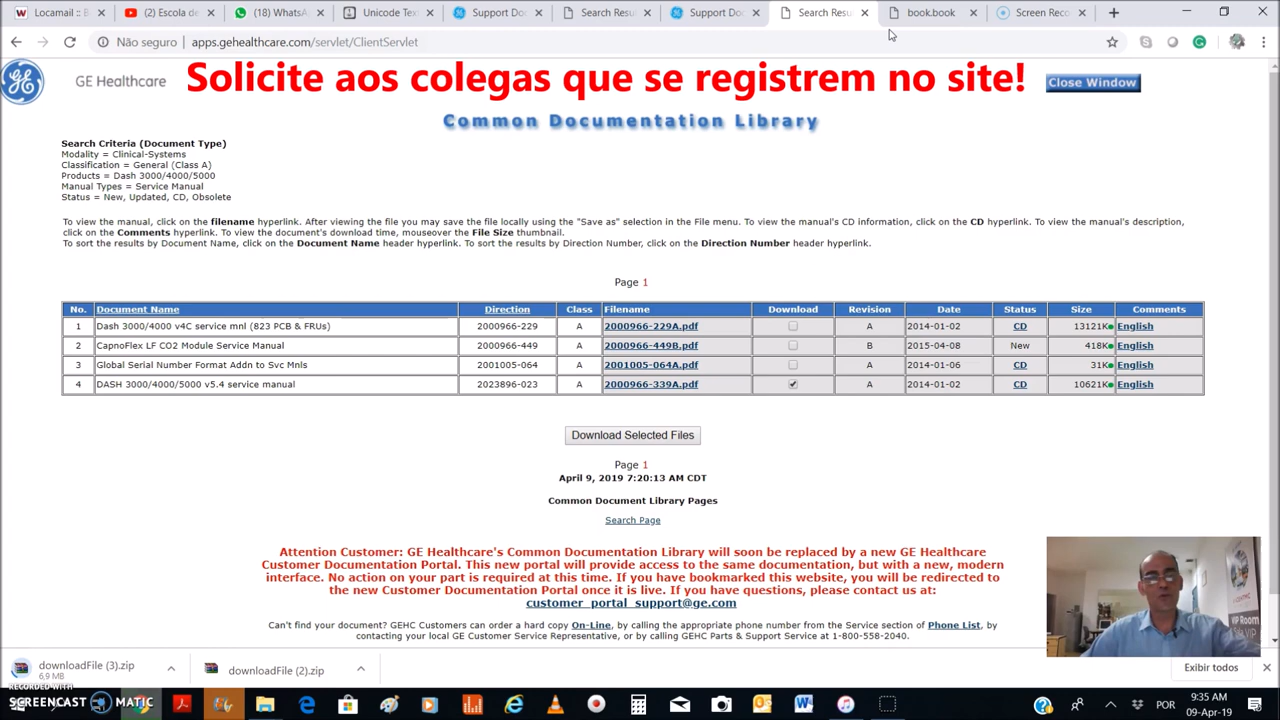 Locamail :: B
(2) Escola de
(18) WhatsA
Unicode Tex
Support Doc
Search Resu
Support Doc
Search Resu
book.book
Screen Reco
Não seguro | apps.gehealthcare.com/servlet/ClientServlet
GE Healthcare
Solicite aos colegas que se registrem no site!
Close Window
Common Documentation Library
Search Criteria (Document Type)
Modality = Clinical-Systems
Classification = General (Class A)
Products = Dash 3000/4000/5000
Manual Types = Service Manual
Status = New, Updated, CD, Obsolete
To view the manual, click on the filename hyperlink. After viewing the file you may save the file locally using the "Save as" selection in the File menu. To view the manual's CD information, click on the CD hyperlink. To view the manual's description,
click on the Comments hyperlink. To view the document's download time, mouseover the File Size thumbnail.
To sort the results by Document Name, click on the Document Name header hyperlink. To sort the results by Direction Number, click on the Direction Number header hyperlink.
Page 1
No. Document Name Direction Class Filename Download Revision Date Status Size Comments
1 Dash 3000/4000 v4C service mnl (823 PCB & FRUs) 2000966-229 A 2000966-229A.pdf A 2014-01-02 CD 13121K English
2 CapnoFlex LF CO2 Module Service Manual 2000966-449 A 2000966-449B.pdf B 2015-04-08 New 418K English
3 Global Serial Number Format Addn to Svc Mnls 2001005-064 A 2001005-064A.pdf A 2014-01-06 CD 31K English
4 DASH 3000/4000/5000 v5.4 service manual 2023896-023 A 2000966-339A.pdf A 2014-01-02 CD 10621K English
Download Selected Files
Page 1
April 9, 2019 7:20:13 AM CDT
Common Document Library Pages
Search Page
Attention Customer: GE Healthcare's Common Documentation Library will soon be replaced by a new GE Healthcare
Customer Documentation Portal. This new portal will provide access to the same documentation, but with a new, modern
interface. No action on your part is required at this time. If you have bookmarked this website, you will be redirected to
the new Customer Documentation Portal once it is live. If you have questions, please contact us at:
customer_portal_support@ge.com
Can't find your document? GEHC Customers can order a hard copy On-Line, by calling the appropriate phone number from the Service section of Phone List, by
contacting your local GE Customer Service Representative, or by calling GEHC Parts & Support Service at 1-800-558-2040.
downloadFile (3).zip
6,9 MB
downloadFile (2).zip
Exibir todos
RECORDED WITH
SCREENCAST MATIC
VIP Room
POR
9:35 AM
09-Apr-19